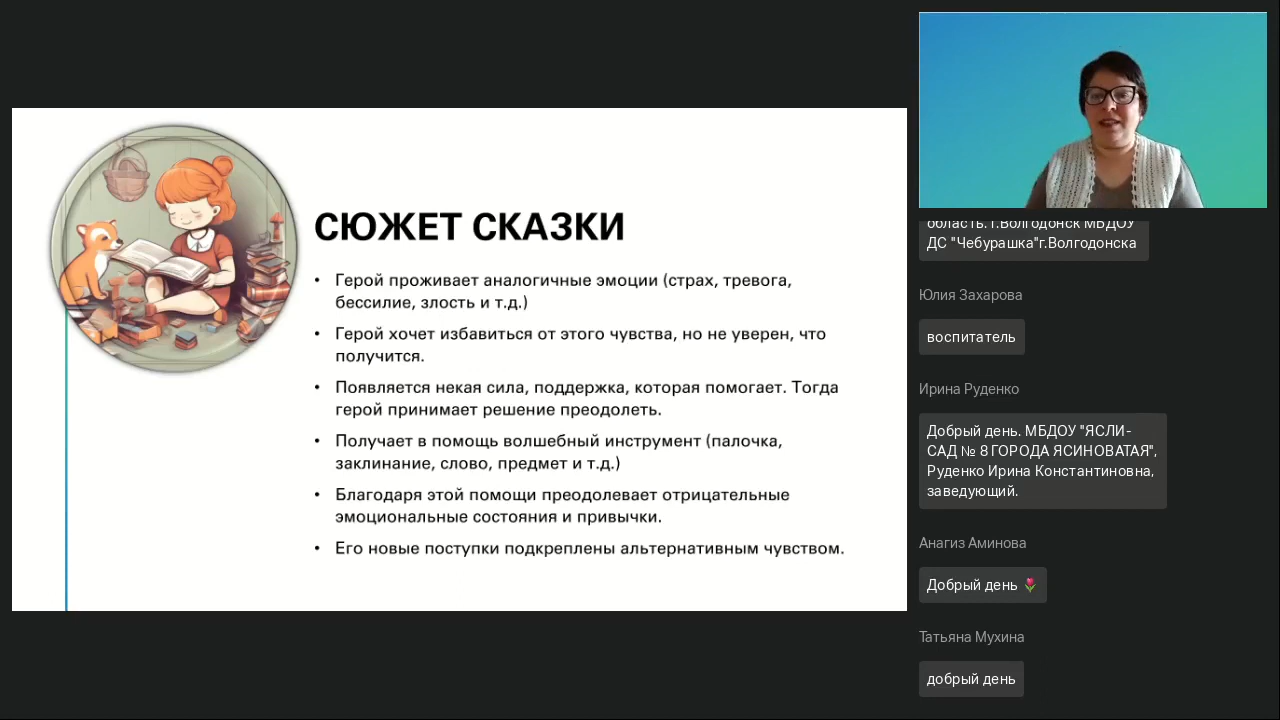 СЮЖЕТ СКАЗКИ
• Герой проживает аналогичные эмоции (страх, тревога,
бессилие, злость и т.д.)
• Герой хочет избавиться от этого чувства, но не уверен, что
получится.
• Появляется некая сила, поддержка, которая помогает. Тогда
герой принимает решение преодолеть.
• Получает в помощь волшебный инструмент (палочка,
заклинание, слово, предмет и т.д.)
• Благодаря этой помощи преодолевает отрицательные
эмоциональные состояния и привычки.
• Его новые поступки подкреплены альтернативным чувством.
область. г.Волгодонск МБДОУ
ДС "Чебурашка"г.Волгодонска
Юлия Захарова
воспитатель
Ирина Руденко
Добрый день. МБДОУ "ЯСЛИ-
САД № 8 ГОРОДА ЯСИНОВАТАЯ",
Руденко Ирина Константиновна,
заведующий.
Анагиз Аминова
Добрый день 🌷
Татьяна Мухина
добрый день